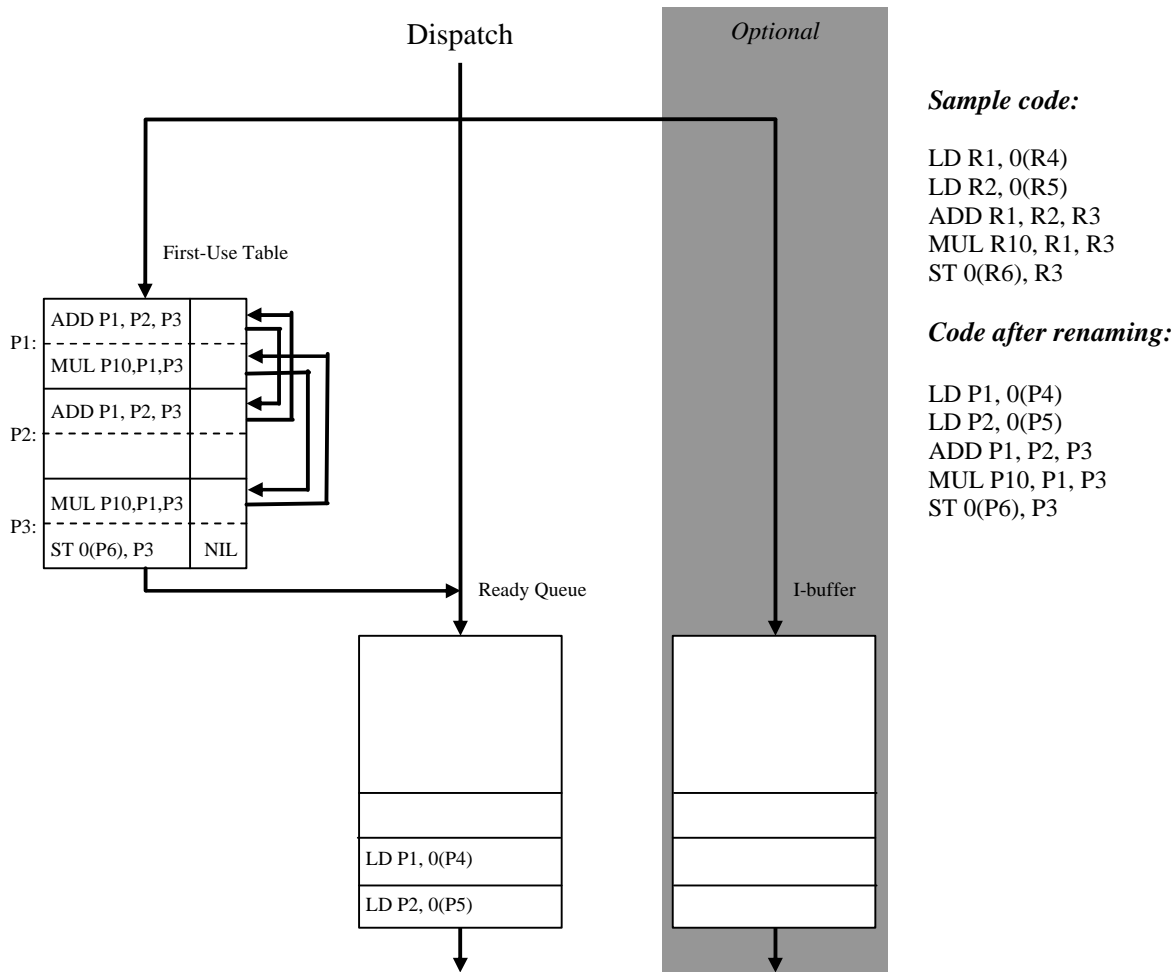 Dispatch
Optional
Sample code:
LD R1, 0(R4)
LD R2, 0(R5)
ADD R1, R2, R3
MUL R10, R1, R3
ST 0(R6), R3
Code after renaming:
LD P1, 0(P4)
LD P2, 0(P5)
ADD P1, P2, P3
MUL P10, P1, P3
ST 0(P6), P3
First-Use Table
ADD P1, P2, P3
P1:
MUL P10,P1,P3
ADD P1, P2, P3
P2:
MUL P10,P1,P3
P3:
ST 0(P6), P3 NIL
Ready Queue
I-buffer
LD P1, 0(P4)
LD P2, 0(P5)